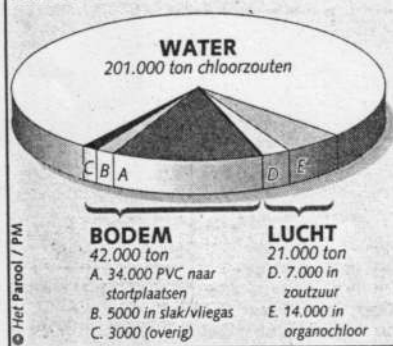 WATER
201.000 ton chloorzouten
C
B
A
D
E
BODEM
42.000 ton
A. 34.000 PVC naar
stortplaatsen
B. 5000 in slak/vliegas
C. 3000 (overig)
LUCHT
21.000 ton
D. 7.000 in
zoutzuur
E. 14.000 in
organochloor
© Het Parool / PM